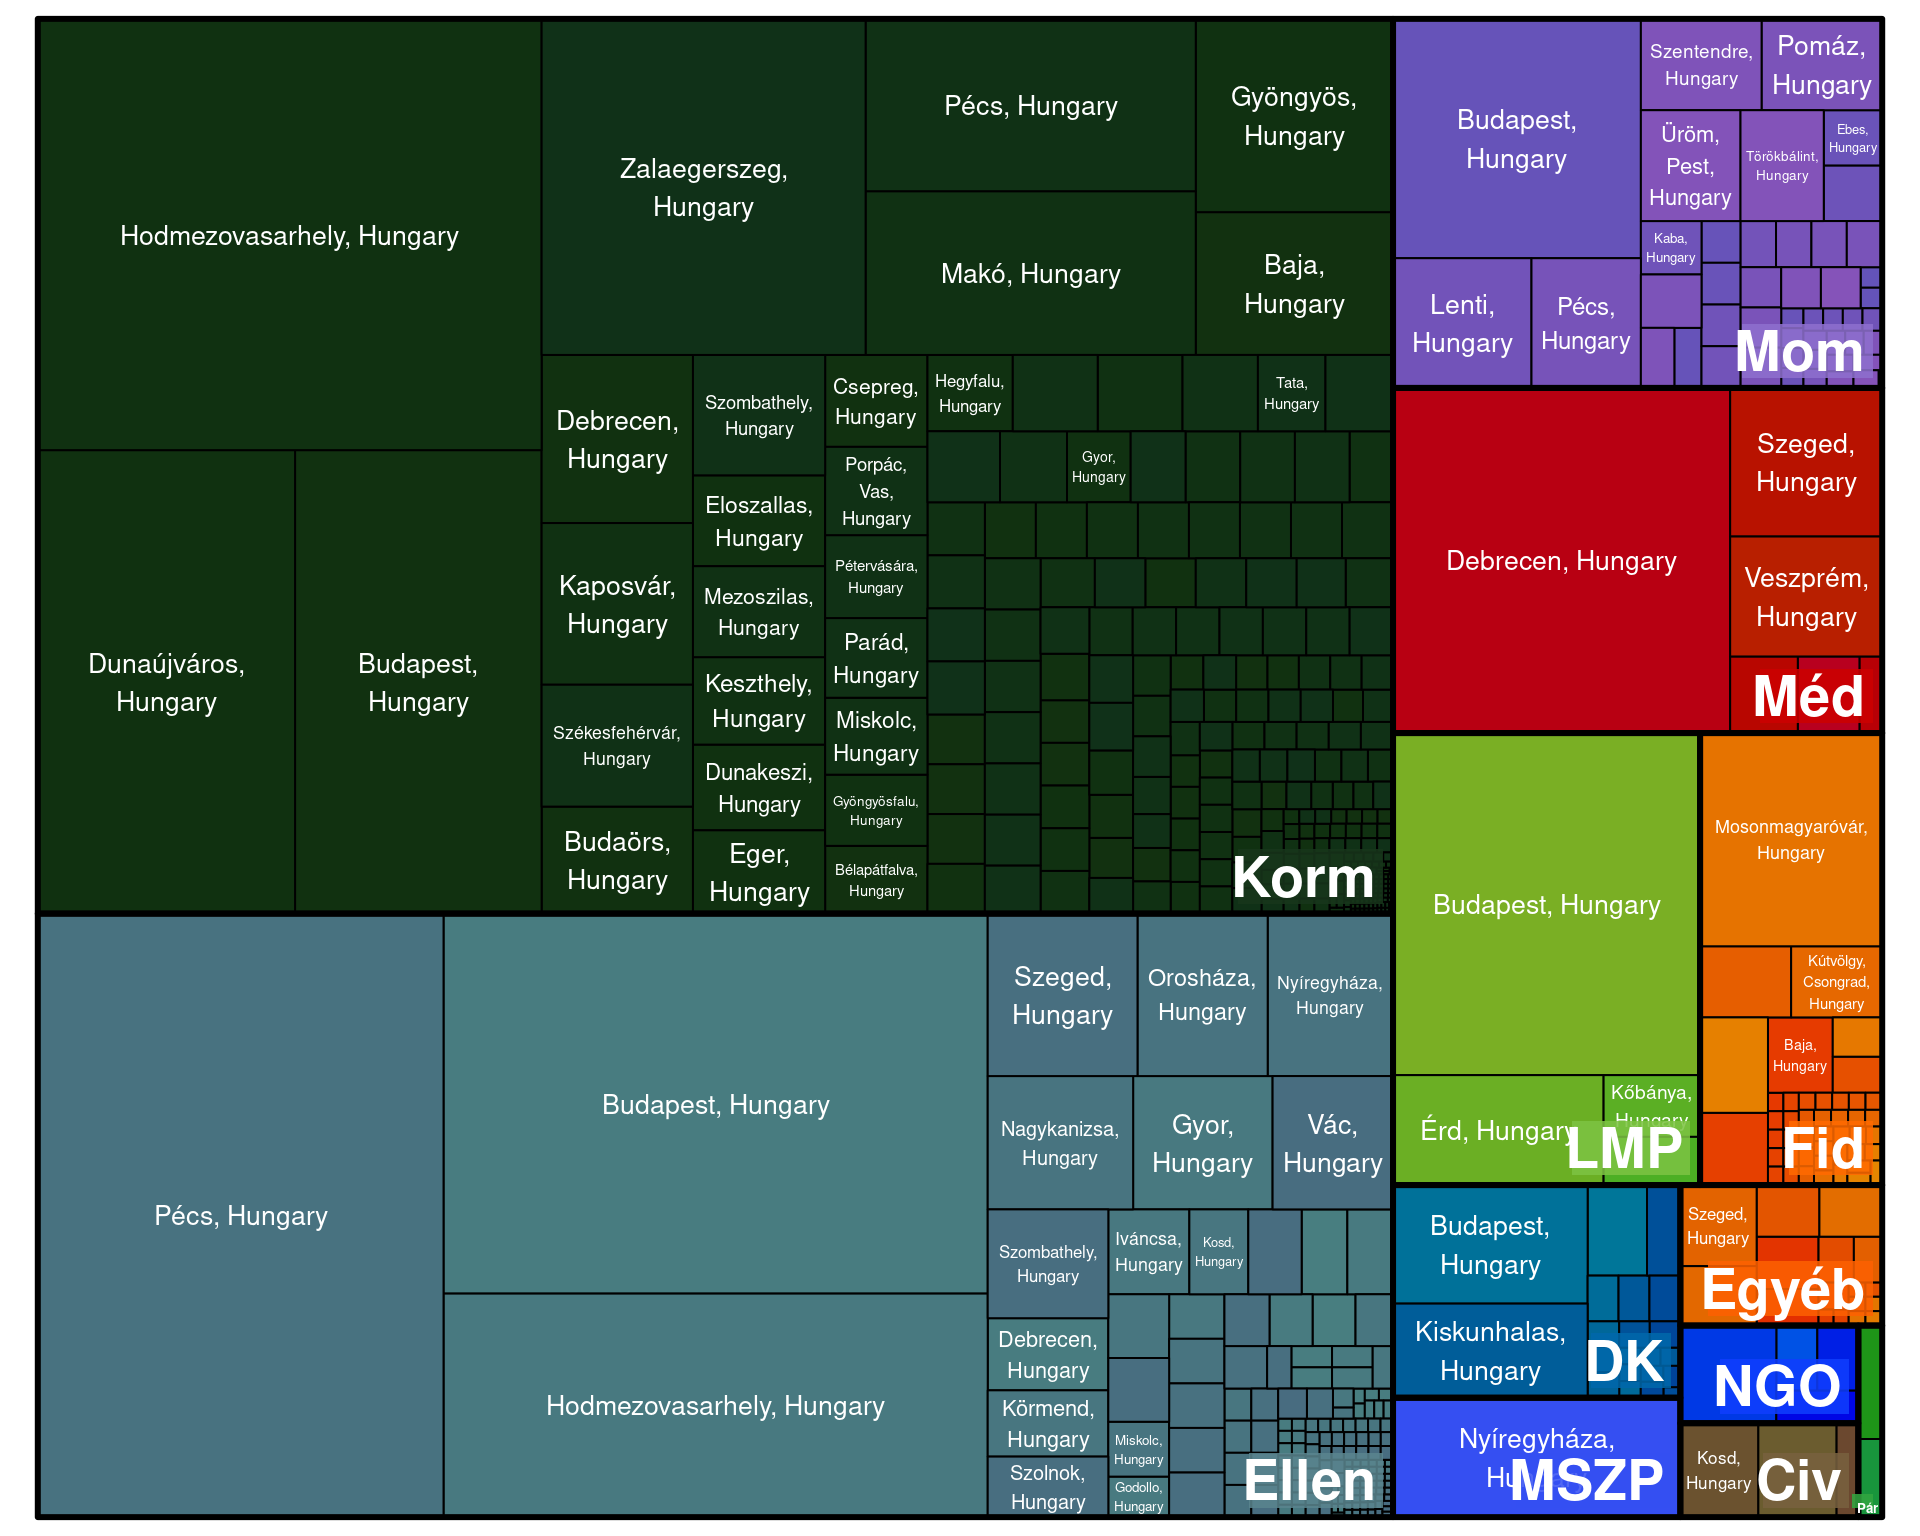 Hodmezovasarhely, Hungary
Zalaegerszeg,
Hungary
Pécs, Hungary
Makó, Hungary
Gyöngyös,
Hungary
Baja,
Hungary
Dunaújváros,
Hungary
Budapest,
Hungary
Debrecen,
Hungary
Kaposvár,
Hungary
Székesfehérvár,
Hungary
Budaörs,
Hungary
Szombathely,
Hungary
Eloszallas,
Hungary
Mezoszilas,
Hungary
Keszthely,
Hungary
Dunakeszi,
Hungary
Eger,
Hungary
Csepreg,
Hungary
Porpác,
Vas,
Hungary
Pétervására,
Hungary
Parád,
Hungary
Miskolc,
Hungary
Gyöngyösfalu,
Hungary
Bélapátfalva,
Hungary
Hegyfalu,
Hungary
Tata,
Hungary
Gyor,
Hungary
Korm
Pécs, Hungary
Budapest, Hungary
Hodmezovasarhely, Hungary
Szeged,
Hungary
Orosháza,
Hungary
Nyíregyháza,
Hungary
Nagykanizsa,
Hungary
Gyor,
Hungary
Vác,
Hungary
Szombathely,
Hungary
Debrecen,
Hungary
Körmend,
Hungary
Szolnok,
Hungary
Iváncsa,
Hungary
Kosd,
Hungary
Miskolc,
Hungary
Godollo,
Hungary
Ellen
Budapest,
Hungary
Lenti,
Hungary
Pécs,
Hungary
Szentendre,
Hungary
Pomáz,
Hungary
Üröm,
Pest,
Hungary
Törökbálint,
Hungary
Ebes,
Hungary
Kaba,
Hungary
Mom
Debrecen, Hungary
Szeged,
Hungary
Veszprém,
Hungary
Méd
Budapest, Hungary
Érd, Hungary
Kőbánya,
Hungary
LMP
Mosonmagyaróvár,
Hungary
Kútvölgy,
Csongrad,
Hungary
Baja,
Hungary
Fid
Budapest,
Hungary
Kiskunhalas,
Hungary
DK
Szeged,
Hungary
Egyéb
Nyíregyháza,
MSZP
NGO
Kosd,
Hungary
Civ
Pár